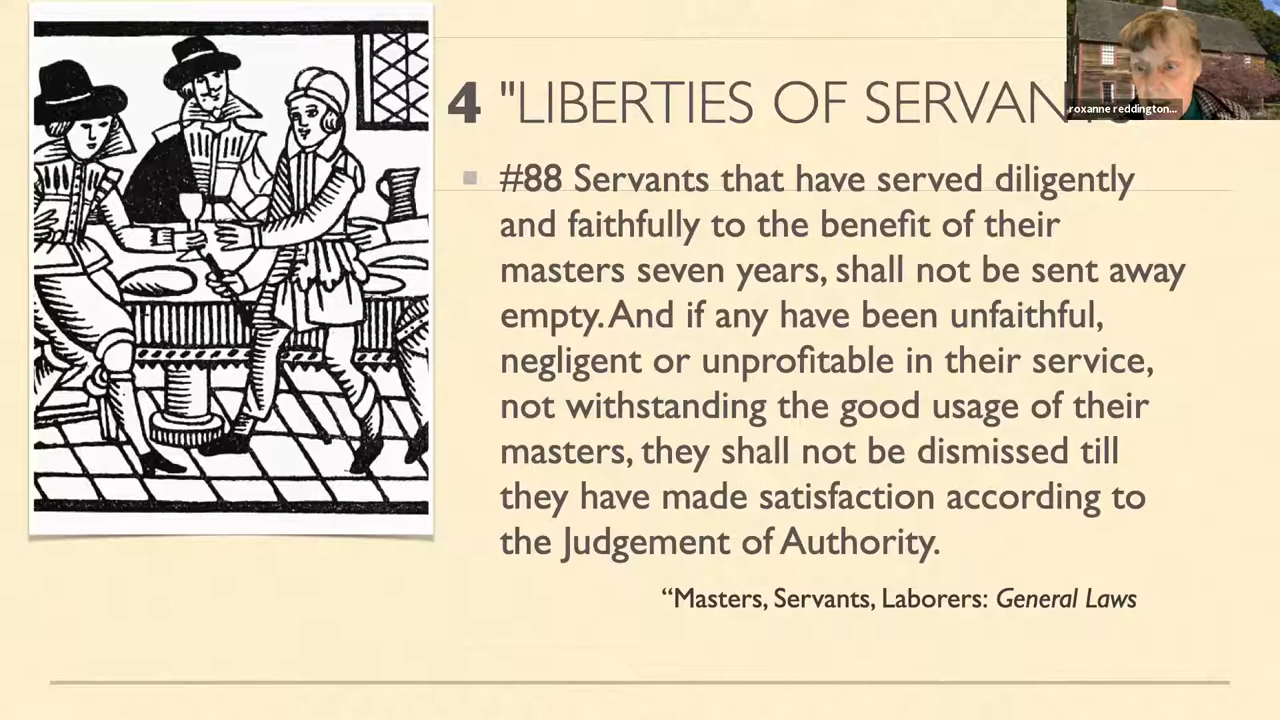 4 "LIBERTIES OF SERVAN
roxanne reddington...
#88 Servants that have served diligently
and faithfully to the benefit of their
masters seven years, shall not be sent away
empty. And if any have been unfaithful,
negligent or unprofitable in their service,
not withstanding the good usage of their
masters, they shall not be dismissed till
they have made satisfaction according to
the Judgement of Authority.
“Masters, Servants, Laborers: General Laws